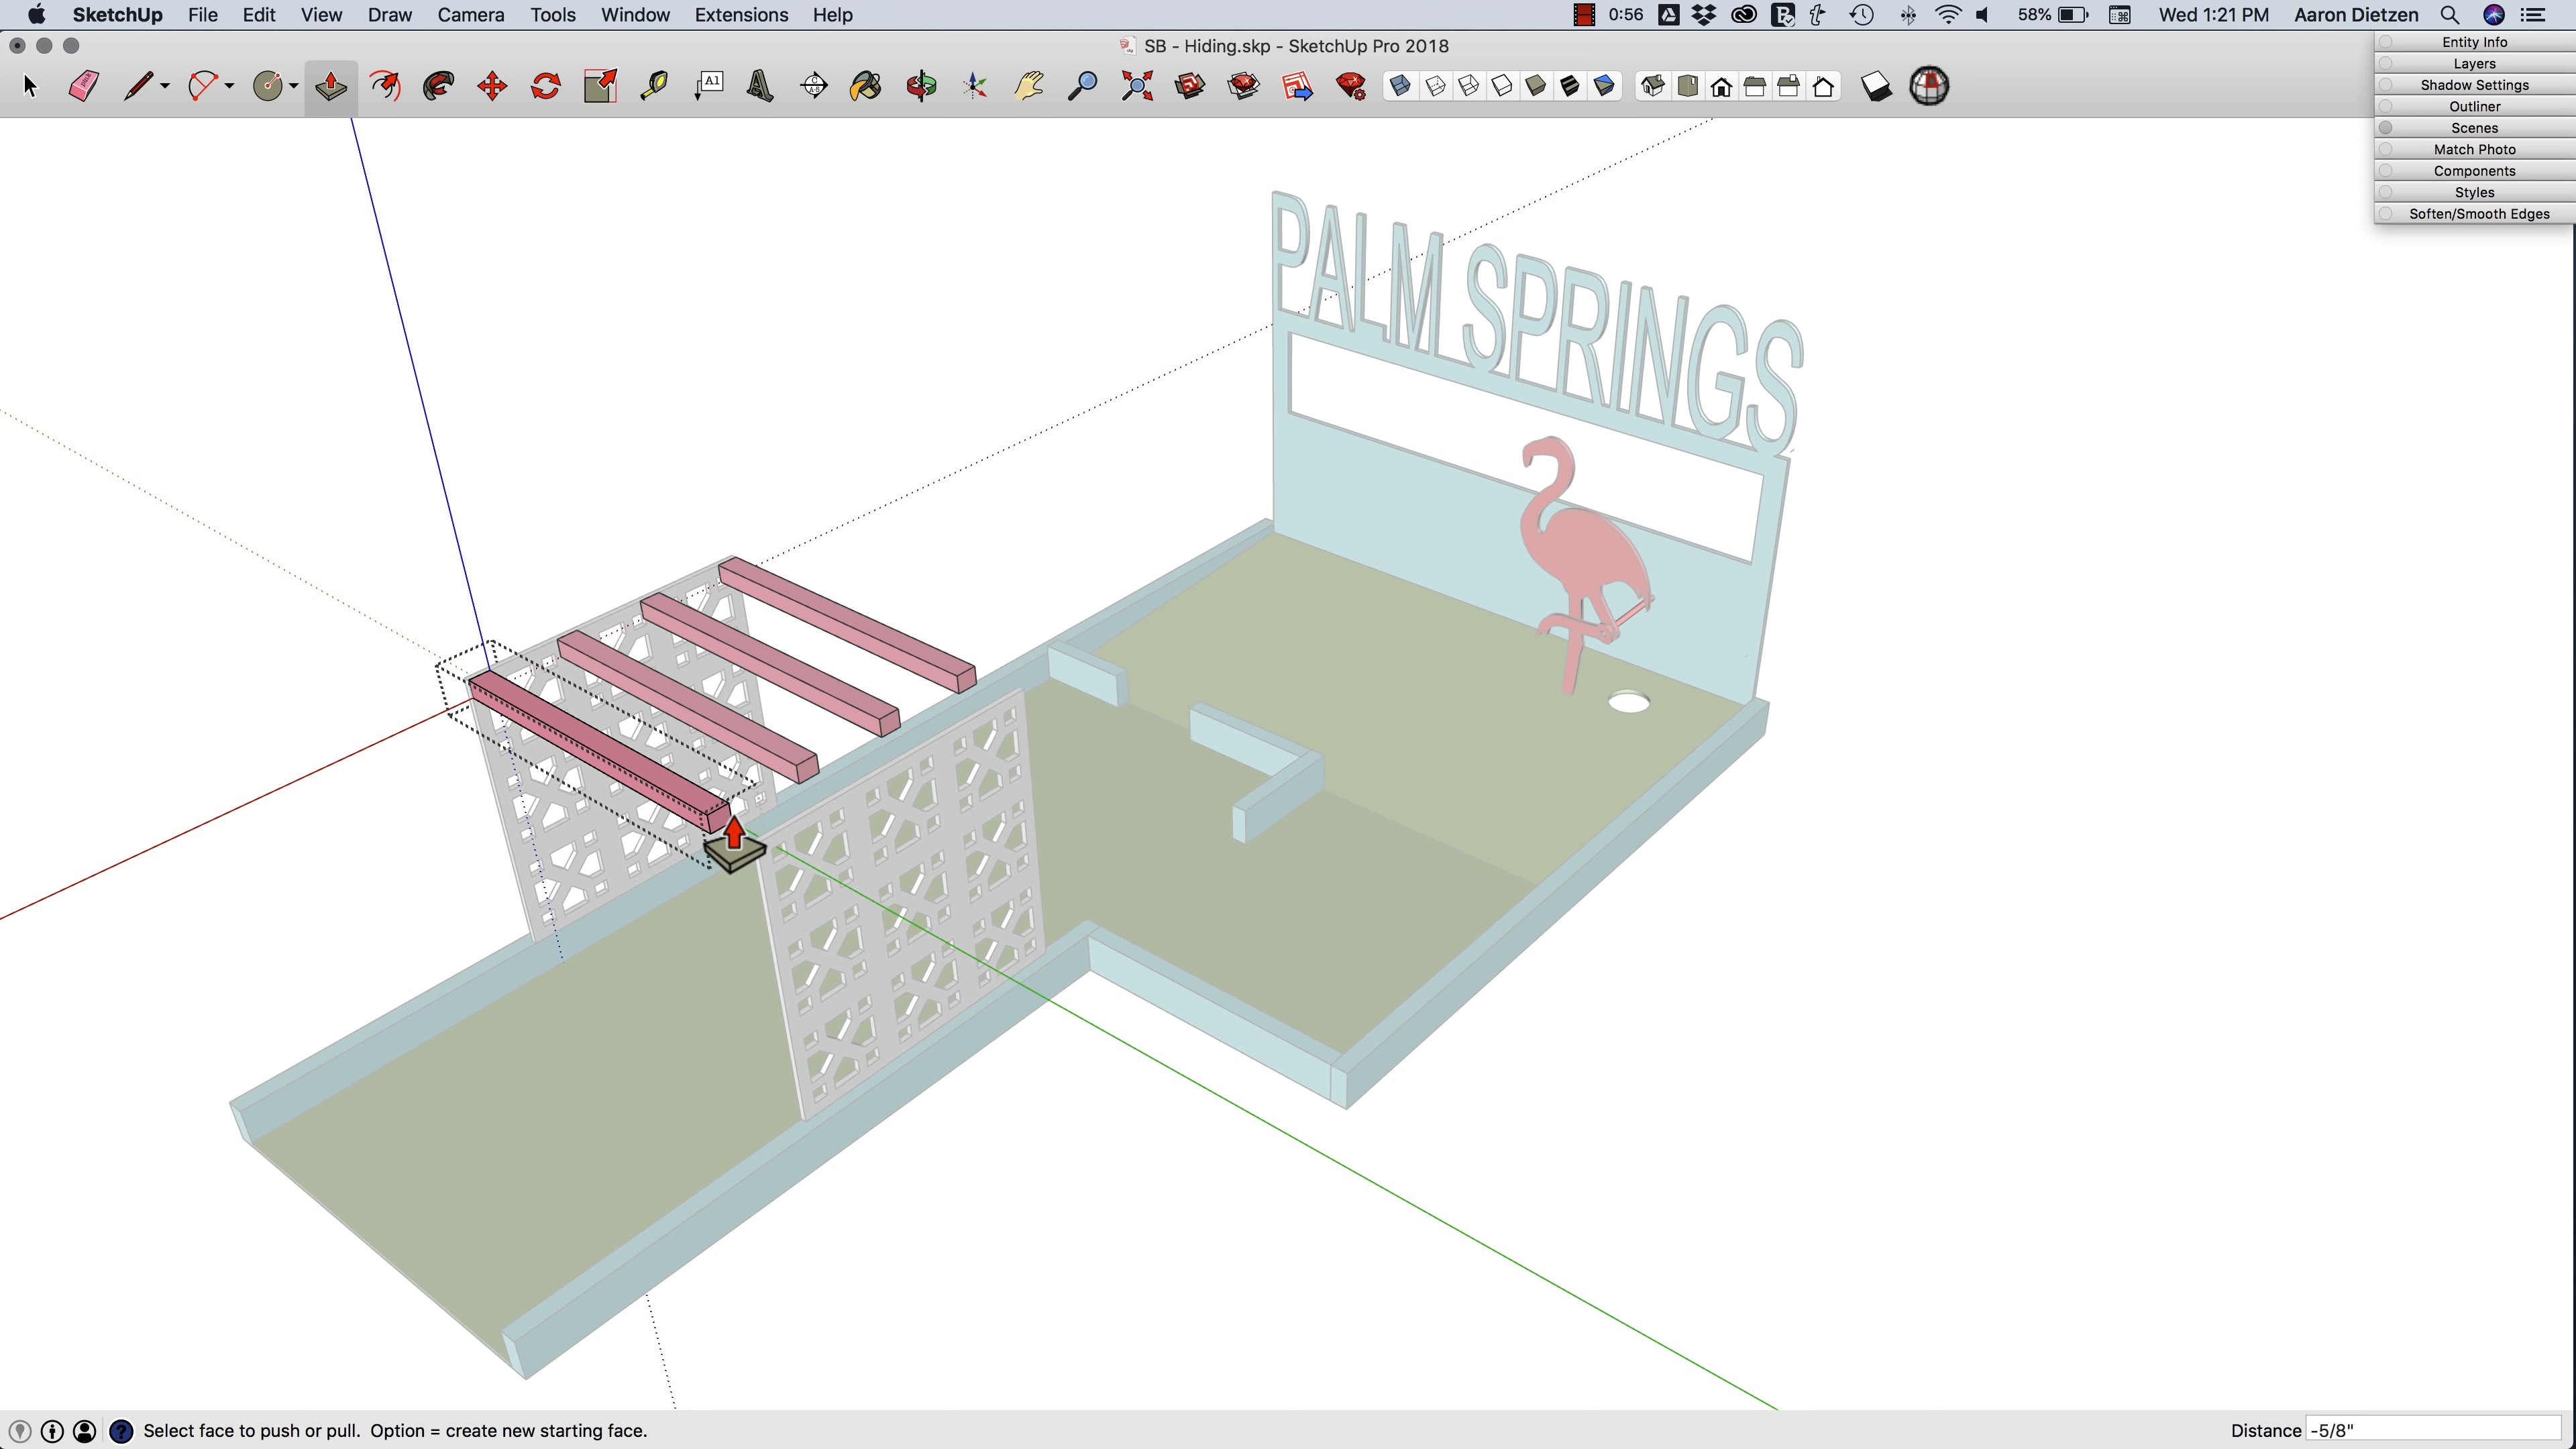 SketchUp File Edit View Draw Camera Tools Window Extensions Help 0:56 58% Wed 1:21 PM Aaron Dietzen
SB - Hiding.skp - SketchUp Pro 2018
A1
Entity Info
Layers
Shadow Settings
Outliner
Scenes
Match Photo
Components
Styles
Soften/Smooth Edges
PALM SPRINGS
Select face to push or pull. Option = create new starting face.
Distance -5/8"